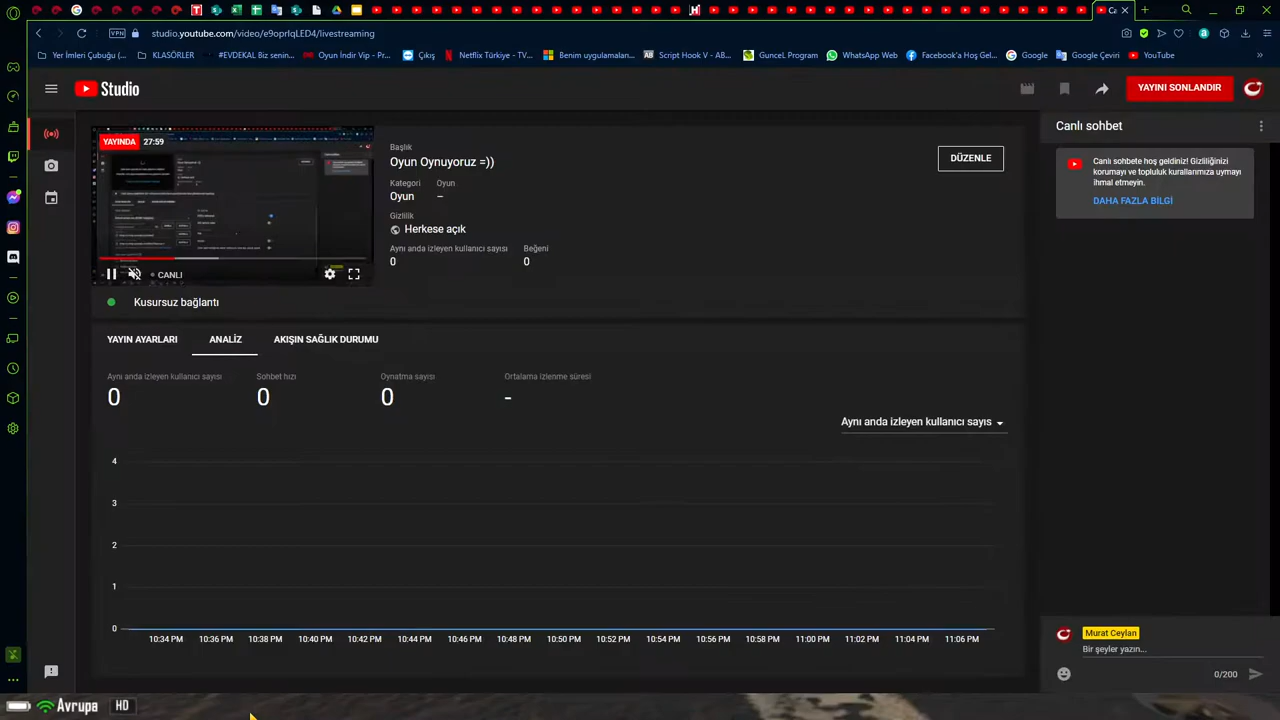 Ca
VPN
studio.youtube.com/video/e9oprIqLED4/livestreaming
Yer İmleri Çubuğu (...
KLASÖRLER
#EVDEKAL Biz senin...
Oyun İndir Vip - Pr...
Çıkış
Netflix Türkiye - TV...
Benim uygulamaları...
Script Hook V - AB...
GunceL Program
WhatsApp Web
Facebook'a Hoş Gel...
Google
Google Çeviri
YouTube
Studio
YAYINI SONLANDIR
YAYINDA 27:59
CANLI
Başlık
Oyun Oynuyoruz =))
DÜZENLE
Kategori Oyun
Oyun –
Gizlilik
Herkese açık
Aynı anda izleyen kullanıcı sayısı Beğeni
0 0
Canlı sohbet
Canlı sohbete hoş geldiniz! Gizliliğinizi
korumayı ve topluluk kurallarımıza uymayı
ihmal etmeyin.
DAHA FAZLA BİLGİ
Kusursuz bağlantı
YAYIN AYARLARI ANALİZ AKIŞIN SAĞLIK DURUMU
Aynı anda izleyen kullanıcı sayısı Sohbet hızı Oynatma sayısı Ortalama izlenme süresi
0 0 0 -
Aynı anda izleyen kullanıcı sayıs
4
3
2
1
0
10:34 PM 10:36 PM 10:38 PM 10:40 PM 10:42 PM 10:44 PM 10:46 PM 10:48 PM 10:50 PM 10:52 PM 10:54 PM 10:56 PM 10:58 PM 11:00 PM 11:02 PM 11:04 PM 11:06 PM
Murat Ceylan
Bir şeyler yazın...
0/200
Avrupa HD